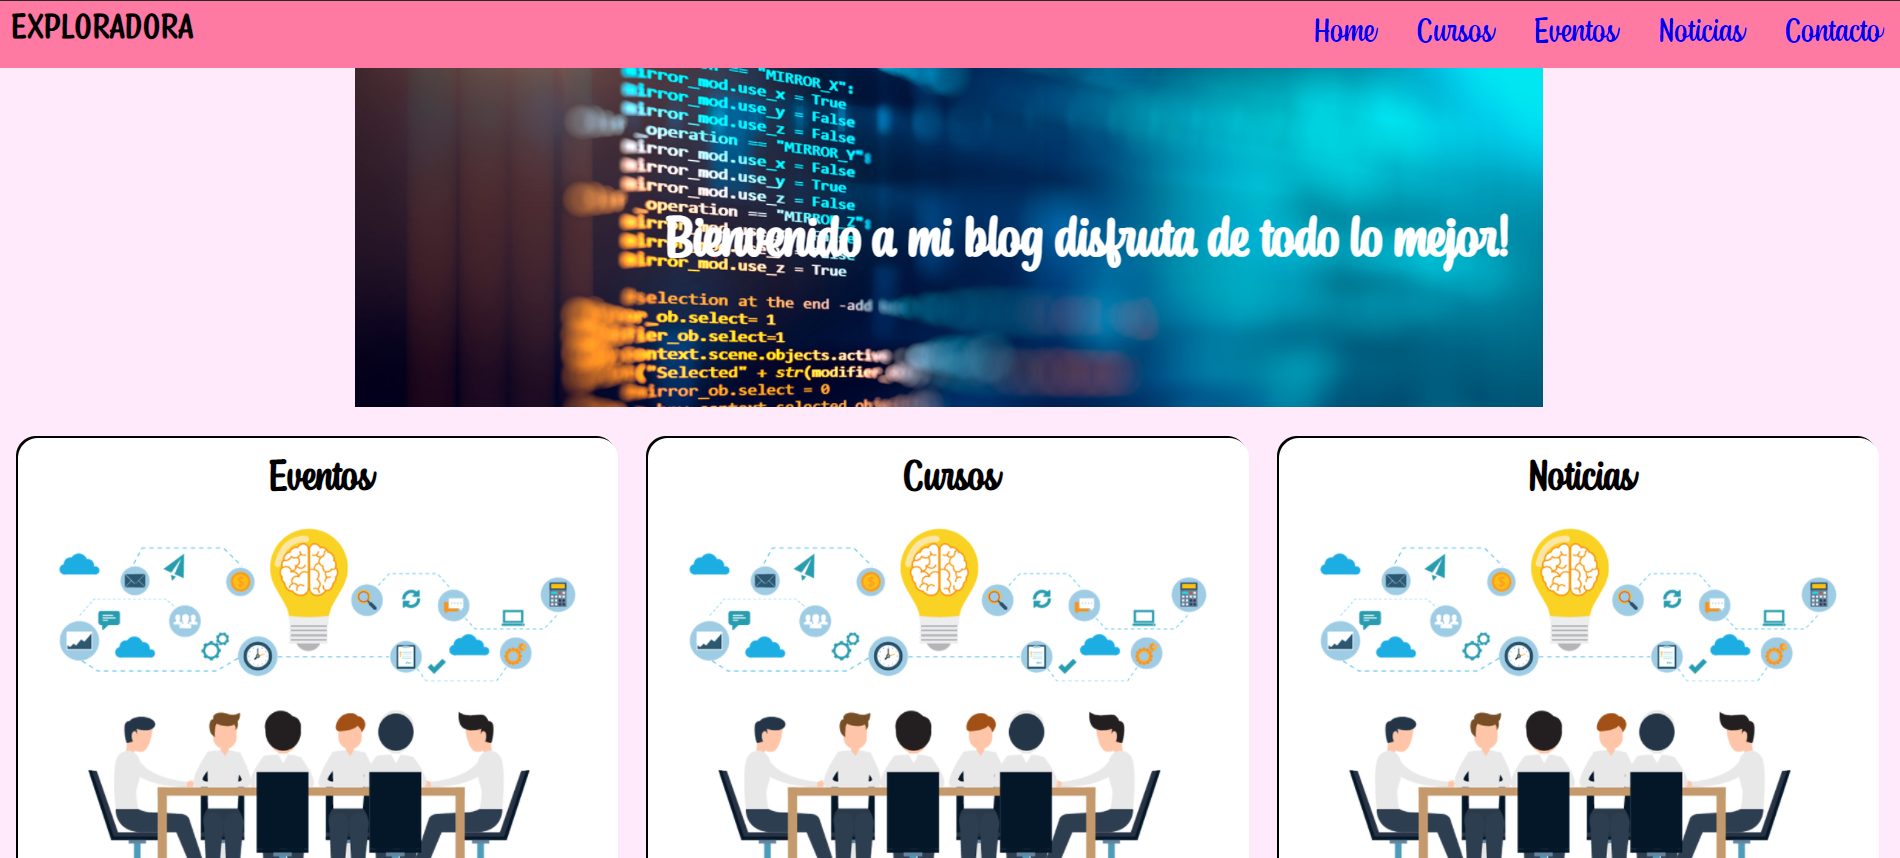 EXPLORADORA
Home Cursos Eventos Noticias Contacto
== "MIRROR_X":
mirror_mod.use_x = True
mirror_mod.use_y = False
mirror_mod.use_z = False
_operation == "MIRROR_Y":
mirror_mod.use_x = False
mirror_mod.use_y = True
mirror_mod.use_z = False
_operation == "MIRROR_Z":
Bienvenido a mi blog disfruta de todo lo mejor!
mirror_mod.use_z = True
selection at the end -add
_ob.select= 1
ler_ob.select=1
ntext.scene.objects.active
("Selected" + str(modifier
mirror_ob.select = 0
Eventos
Cursos
Noticias